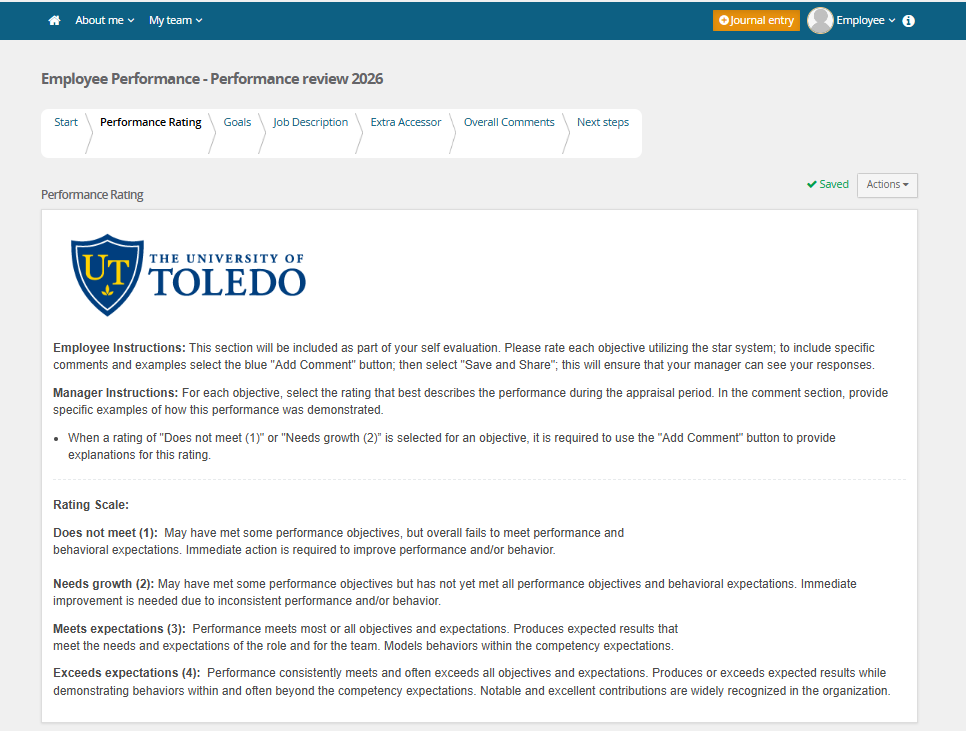 About me My team Journal entry Employee
Employee Performance - Performance review 2026
Start Performance Rating Goals Job Description Extra Accessor Overall Comments Next steps
Saved Actions
Performance Rating
UT
THE UNIVERSITY OF
TOLEDO
Employee Instructions: This section will be included as part of your self evaluation. Please rate each objective utilizing the star system; to include specific
comments and examples select the blue "Add Comment" button; then select "Save and Share"; this will ensure that your manager can see your responses.
Manager Instructions: For each objective, select the rating that best describes the performance during the appraisal period. In the comment section, provide
specific examples of how this performance was demonstrated.
• When a rating of "Does not meet (1)" or "Needs growth (2)" is selected for an objective, it is required to use the "Add Comment" button to provide
explanations for this rating.
Rating Scale:
Does not meet (1): May have met some performance objectives, but overall fails to meet performance and
behavioral expectations. Immediate action is required to improve performance and/or behavior.
Needs growth (2): May have met some performance objectives but has not yet met all performance objectives and behavioral expectations. Immediate
improvement is needed due to inconsistent performance and/or behavior.
Meets expectations (3): Performance meets most or all objectives and expectations. Produces expected results that
meet the needs and expectations of the role and for the team. Models behaviors within the competency expectations.
Exceeds expectations (4): Performance consistently meets and often exceeds all objectives and expectations. Produces or exceeds expected results while
demonstrating behaviors within and often beyond the competency expectations. Notable and excellent contributions are widely recognized in the organization.